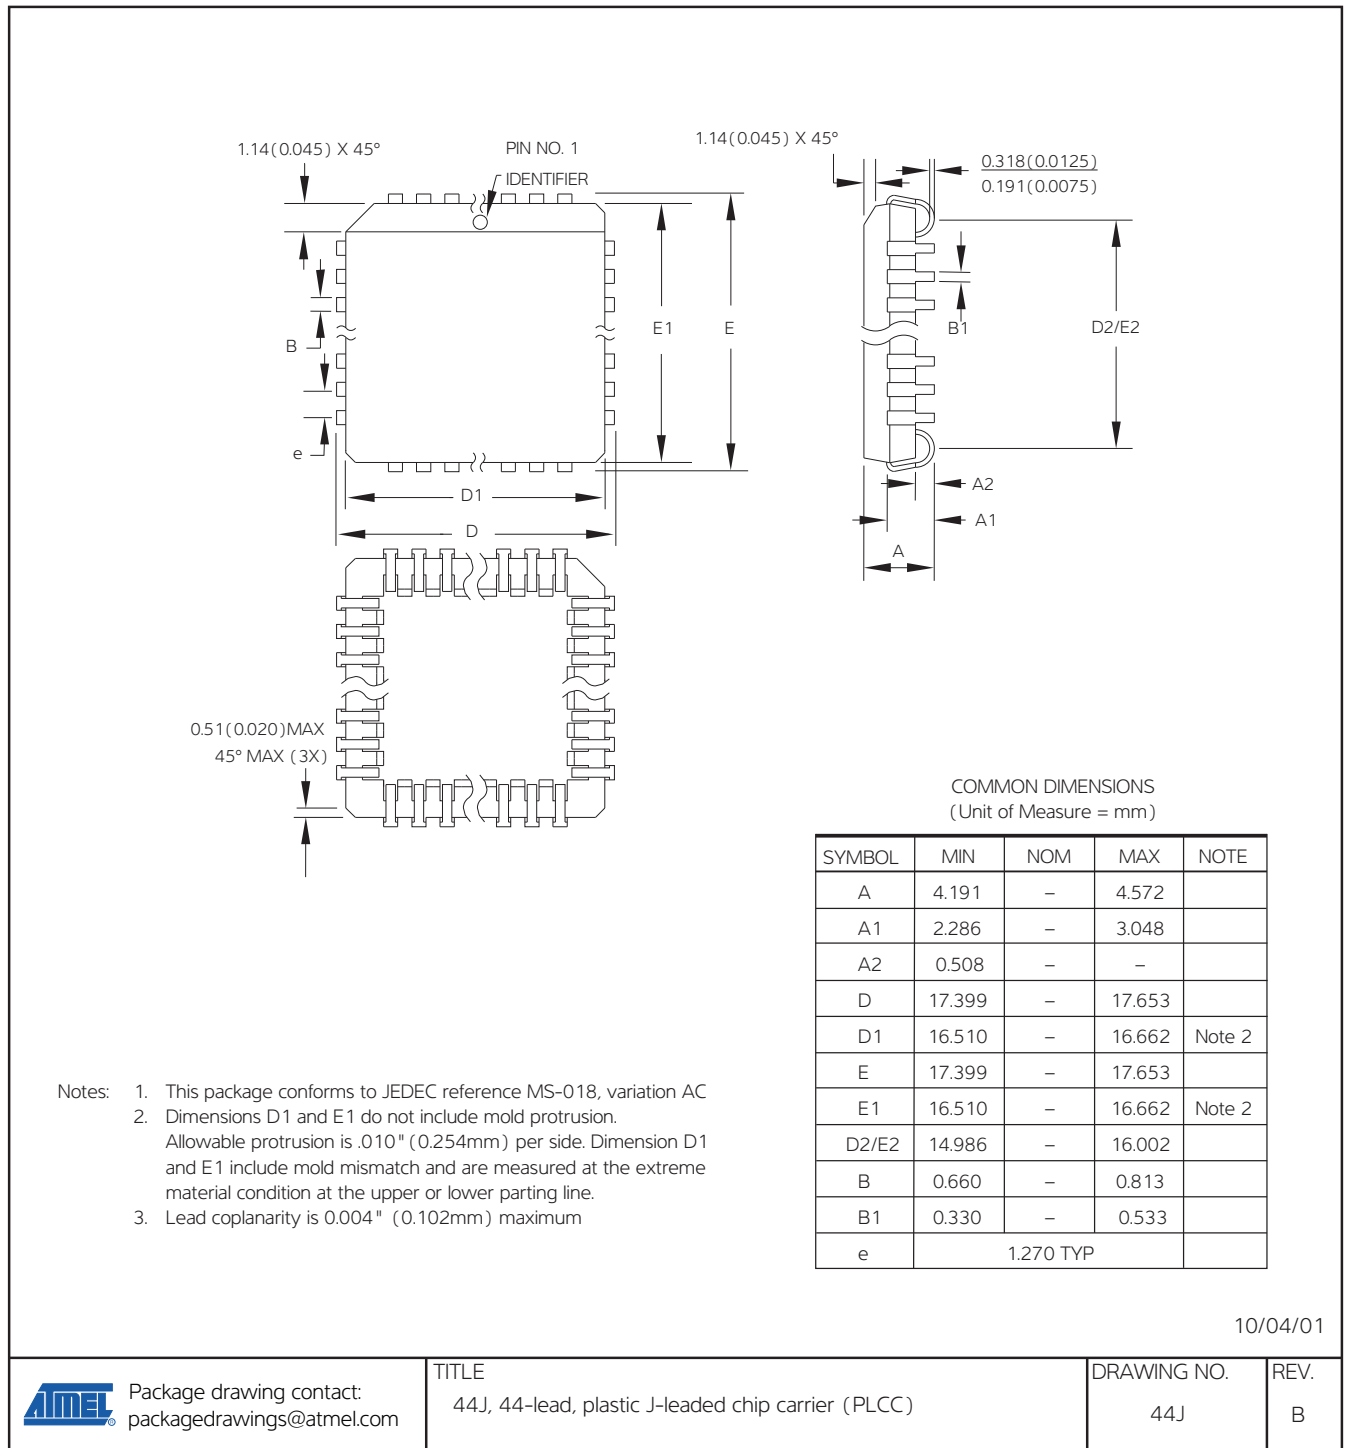 1.14(0.045) X 45°
PIN NO. 1
IDENTIFIER
1.14(0.045) X 45°
0.318(0.0125)
0.191(0.0075)
B
e
E1
E
D1
D
B1
D2/E2
A2
A1
A
0.51(0.020)MAX
45° MAX (3X)
COMMON DIMENSIONS
(Unit of Measure = mm)
SYMBOL MIN NOM MAX NOTE
A 4.191 – 4.572
A1 2.286 – 3.048
A2 0.508 – –
D 17.399 – 17.653
D1 16.510 – 16.662 Note 2
E 17.399 – 17.653
E1 16.510 – 16.662 Note 2
D2/E2 14.986 – 16.002
B 0.660 – 0.813
B1 0.330 – 0.533
e 1.270 TYP
Notes: 1. This package conforms to JEDEC reference MS-018, variation AC
2. Dimensions D1 and E1 do not include mold protrusion.
Allowable protrusion is .010"(0.254mm) per side. Dimension D1
and E1 include mold mismatch and are measured at the extreme
material condition at the upper or lower parting line.
3. Lead coplanarity is 0.004" (0.102mm) maximum
10/04/01
ATMEL ®
Package drawing contact:
packagedrawings@atmel.com
TITLE
44J, 44-lead, plastic J-leaded chip carrier (PLCC)
DRAWING NO.
44J
REV.
B